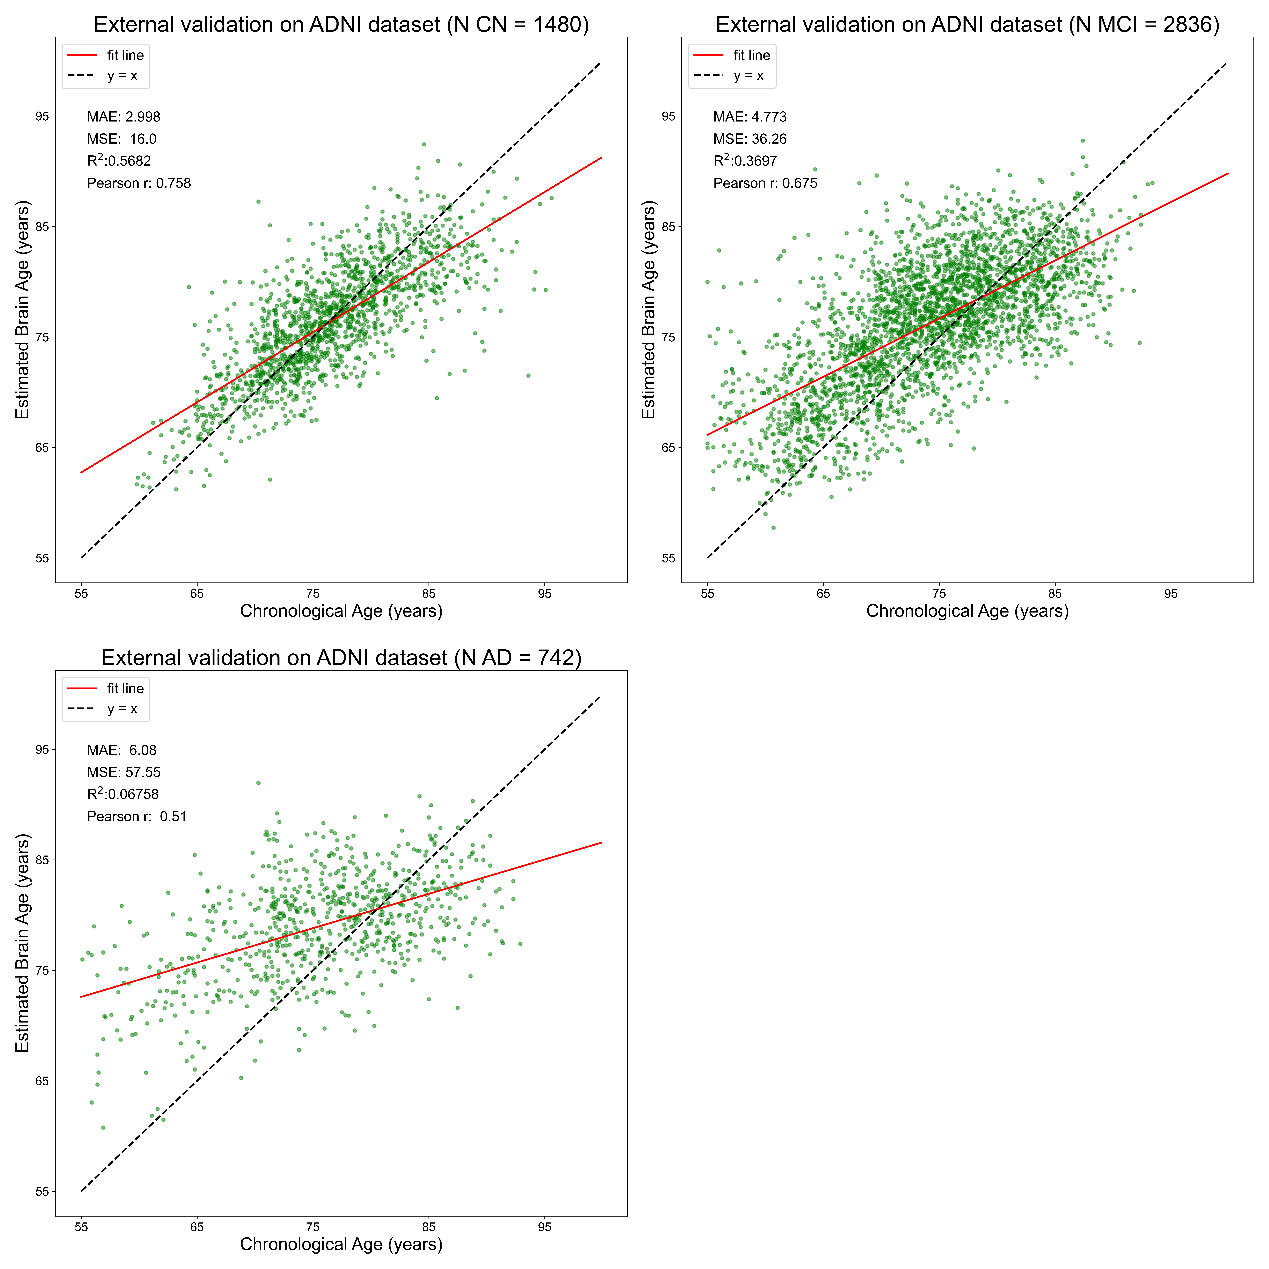 External validation on ADNI dataset (N CN = 1480)
fit line
y = x
MAE: 2.998
MSE: 16.0
R²:0.5682
Pearson r: 0.758
95
85
75
65
55
Estimated Brain Age (years)
55 65 75 85 95
Chronological Age (years)
External validation on ADNI dataset (N MCI = 2836)
fit line
y = x
MAE: 4.773
MSE: 36.26
R²:0.3697
Pearson r: 0.675
95
85
75
65
55
Estimated Brain Age (years)
55 65 75 85 95
Chronological Age (years)
External validation on ADNI dataset (N AD = 742)
fit line
y = x
MAE: 6.08
MSE: 57.55
R²:0.06758
Pearson r: 0.51
95
85
75
65
55
Estimated Brain Age (years)
55 65 75 85 95
Chronological Age (years)